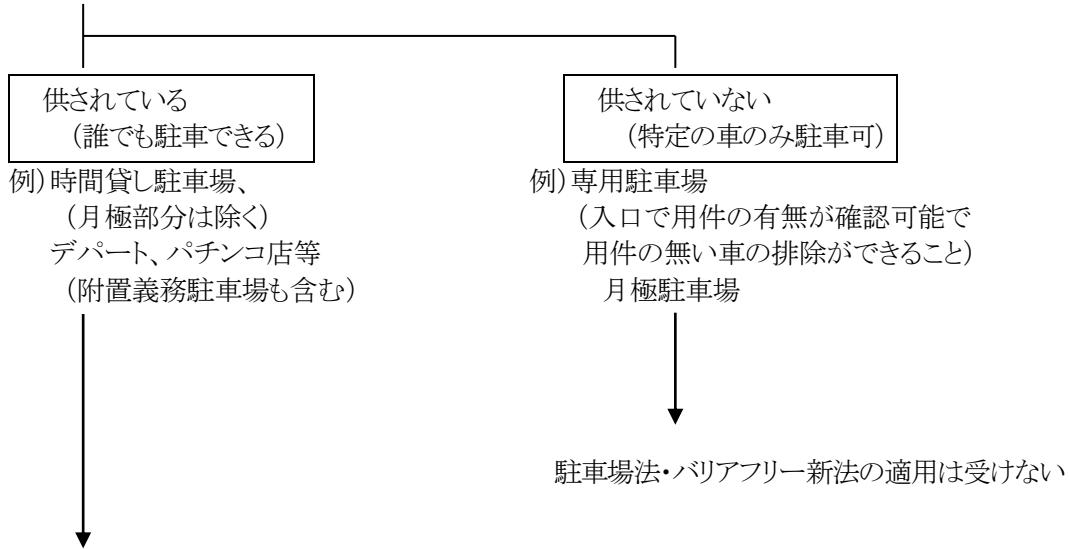 供されている
（誰でも駐車できる）
例）時間貸し駐車場、
（月極部分は除く）
デパート、パチンコ店等
（附置義務駐車場も含む）
供されていない
（特定の車のみ駐車可）
例）専用駐車場
（入口で用件の有無が確認可能で
用件の無い車の排除ができること）
月極駐車場
駐車場法・バリアフリー新法の適用は受けない